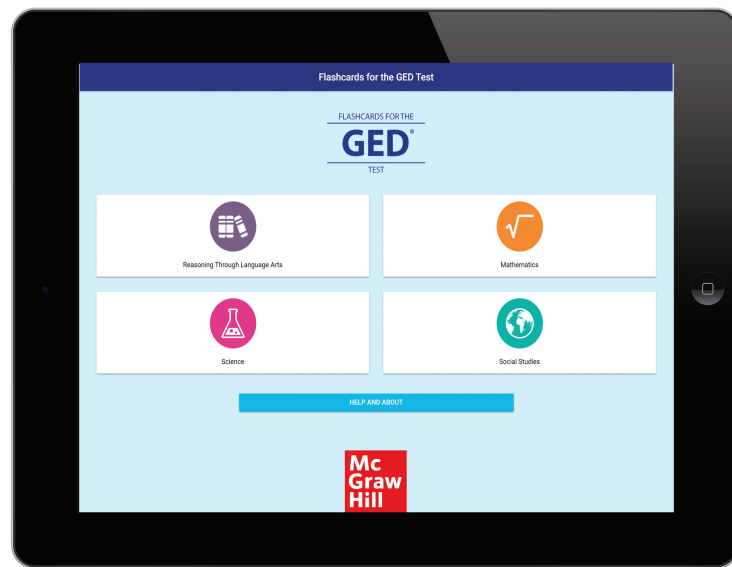 Flashcards for the GED Test
FLASHCARDS FOR THE
GED®
TEST
Reasoning Through Language Arts
Mathematics
Science
Social Studies
HELP AND ABOUT
Mc
Graw
Hill